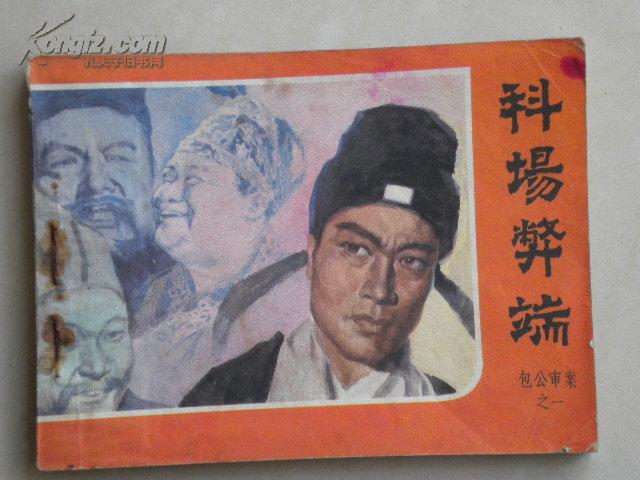 Kongfz.com
孔夫子旧书网
科場弊端
包公审案
之一